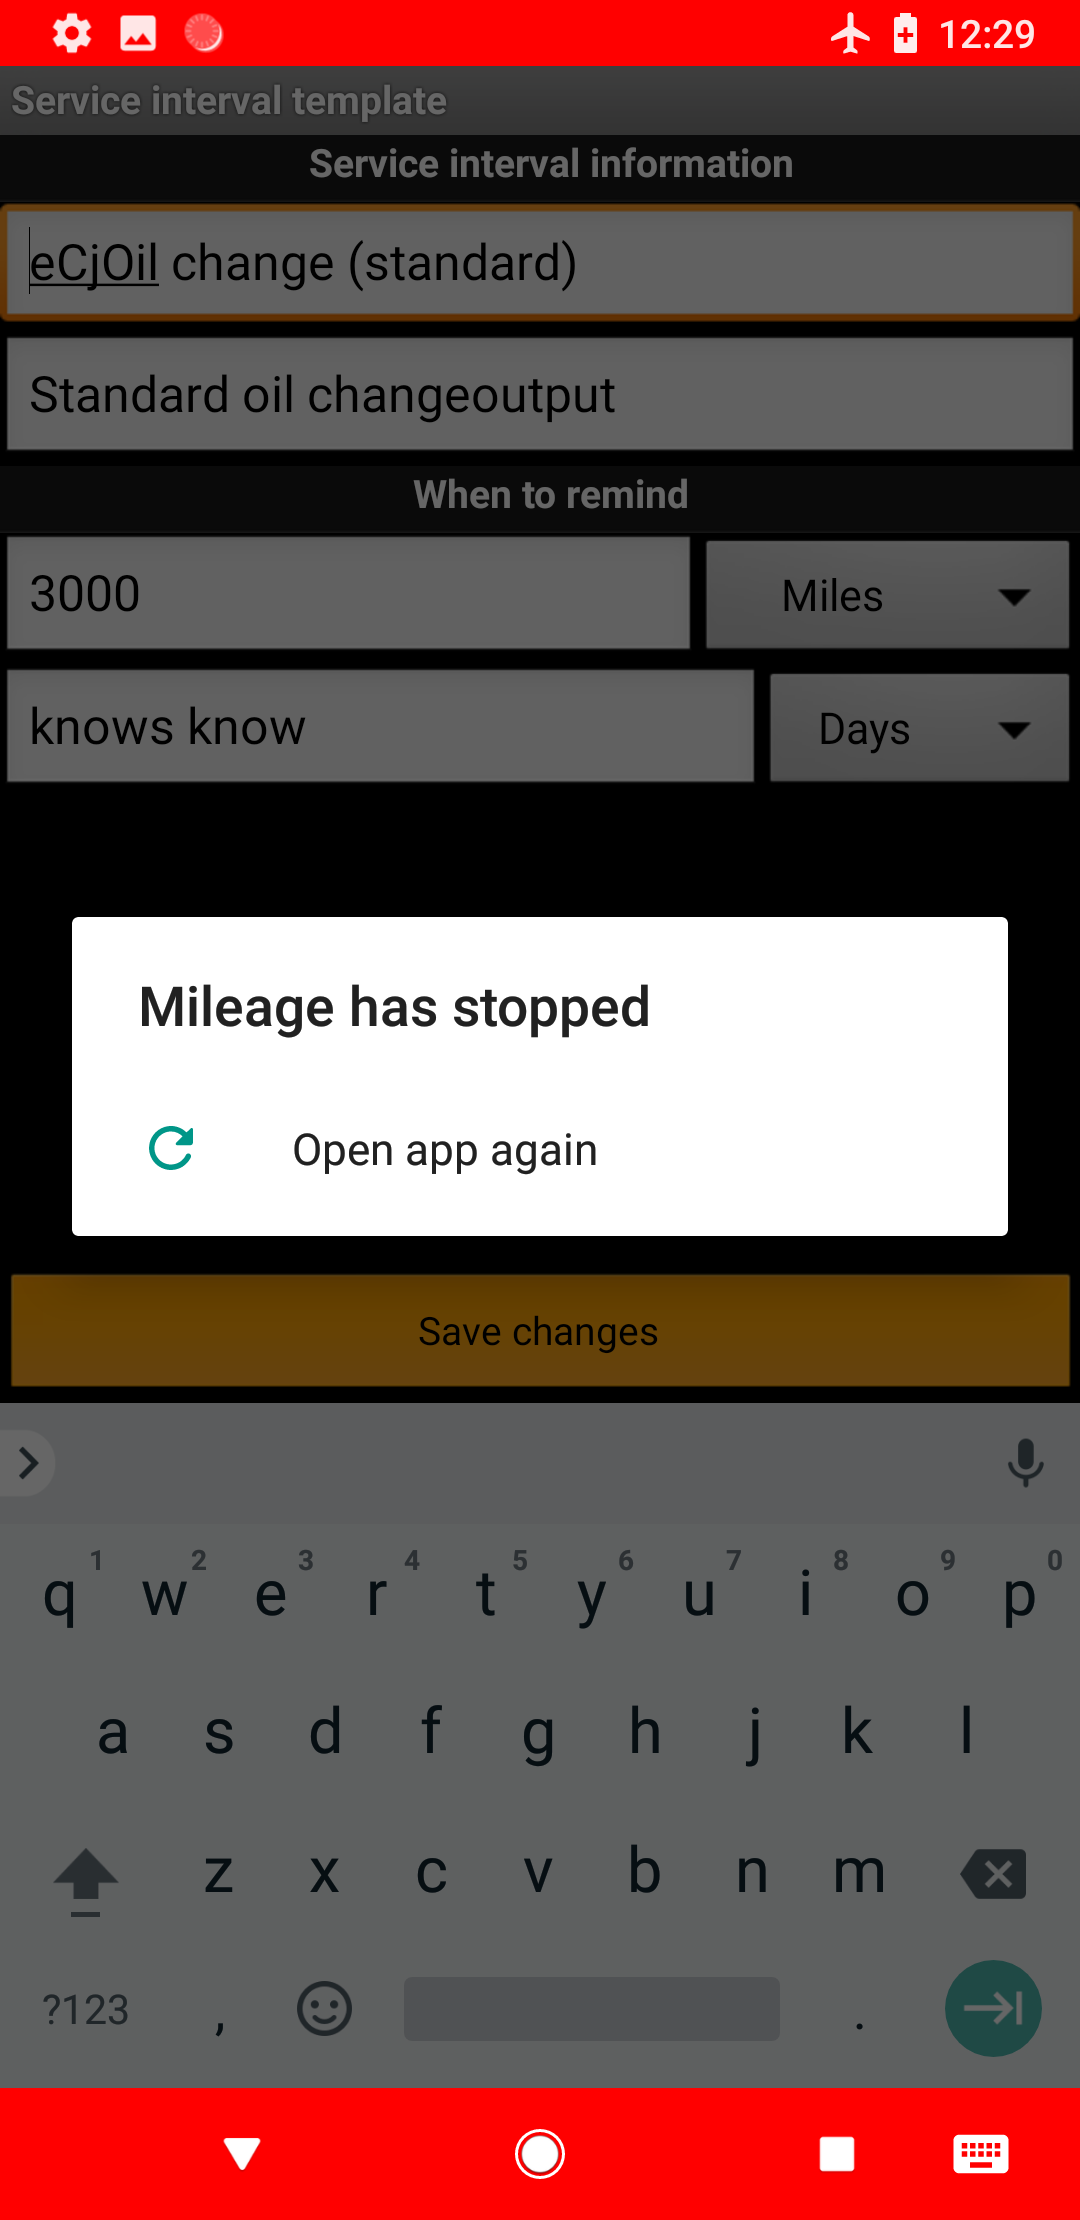 12:29
Service interval template
Service interval information
eCjOil change (standard)
Standard oil changeoutput
When to remind
3000
Miles
knows know
Days
Mileage has stopped
Open app again
Save changes
1 2 3 4 5 6 7 8 9 0
q w e r t y u i o p
a s d f g h j k l
z x c v b n m
?123 , .